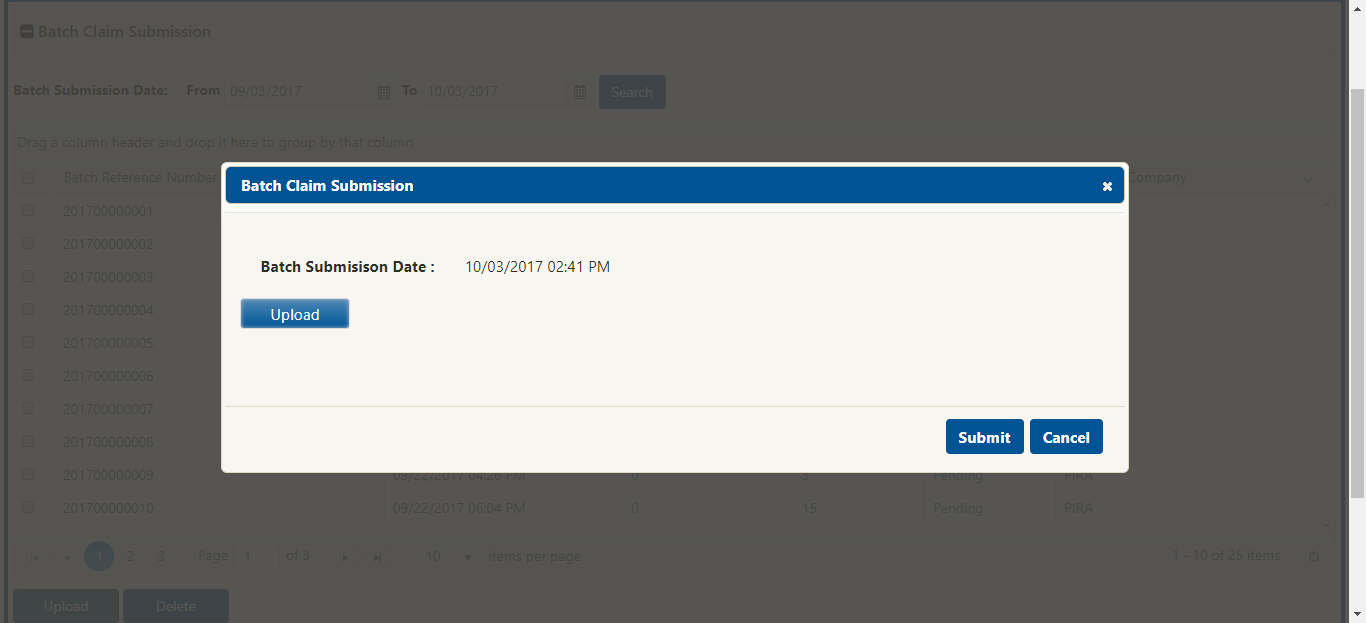 Batch Claim Submission
Batch Submission Date: From 09/03/2017 To 10/03/2017 Search
Drag a column header and drop it here to group by that column
Batch Reference Number Company
Batch Claim Submission
201700000001
201700000002
Batch Submisison Date : 10/03/2017 02:41 PM
201700000003
201700000004
Upload
201700000005
201700000006
201700000007
201700000008
Submit Cancel
201700000009 09/22/2017 04:26 PM 0 3 Pending PIRA
201700000010 09/22/2017 06:04 PM 0 15 Pending PIRA
1 2 3 Page 1 of 3 10 items per page 1 - 10 of 25 items
Upload Delete